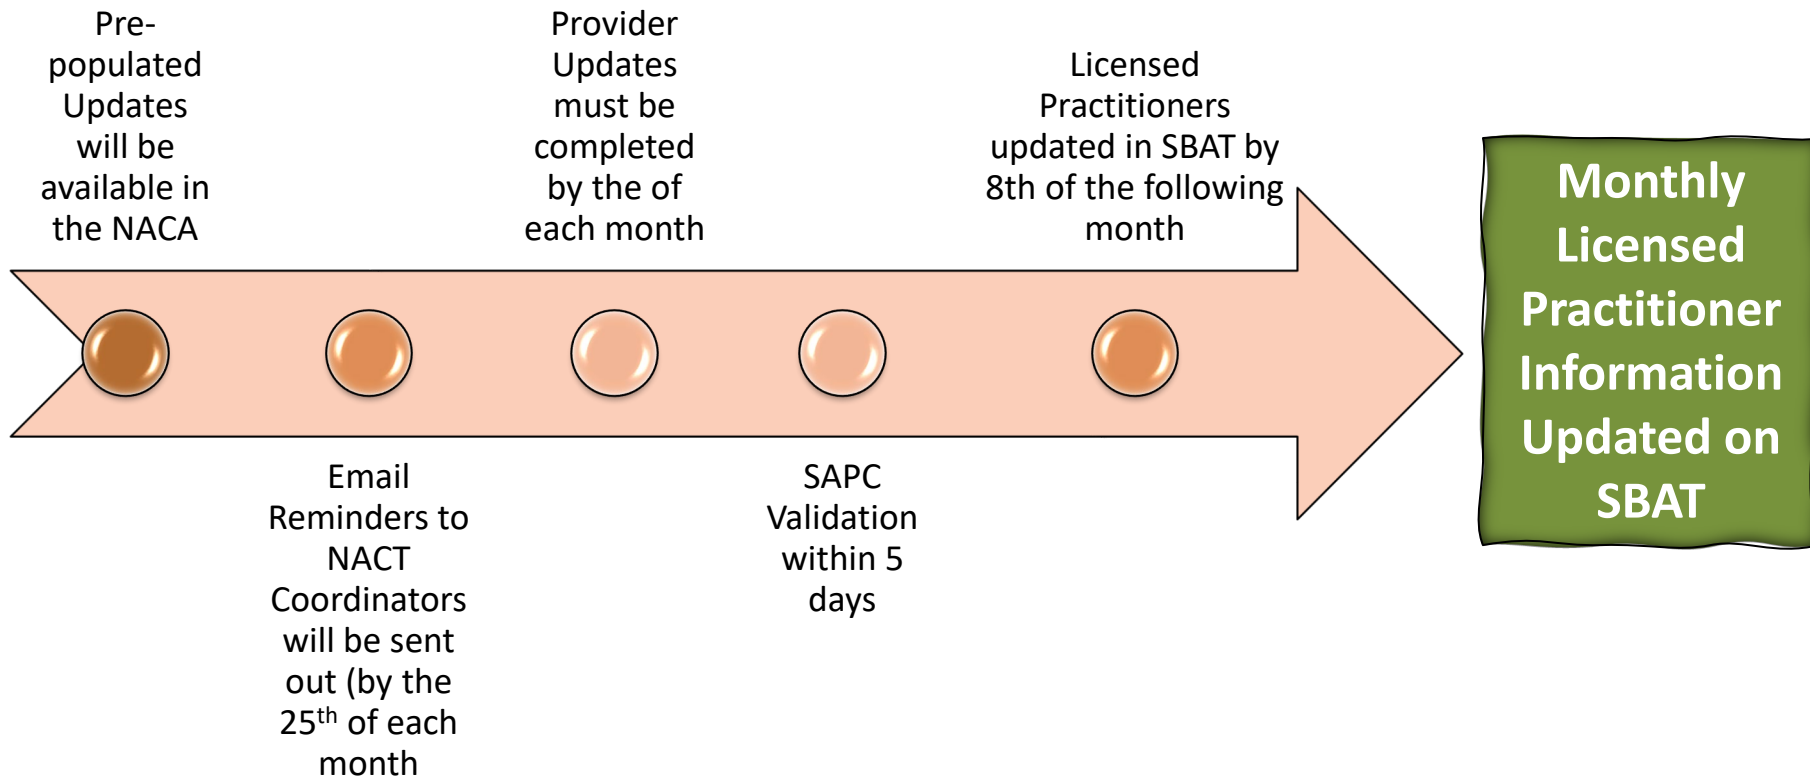 Pre-
populated
Updates
will be
available in
the NACA
Email
Reminders to
NACT
Coordinators
will be sent
out (by the
25th of each
month
Provider
Updates
must be
completed
by the of
each month
SAPC
Validation
within 5
days
Licensed
Practitioners
updated in SBAT by
8th of the following
month
Monthly
Licensed
Practitioner
Information
Updated on
SBAT